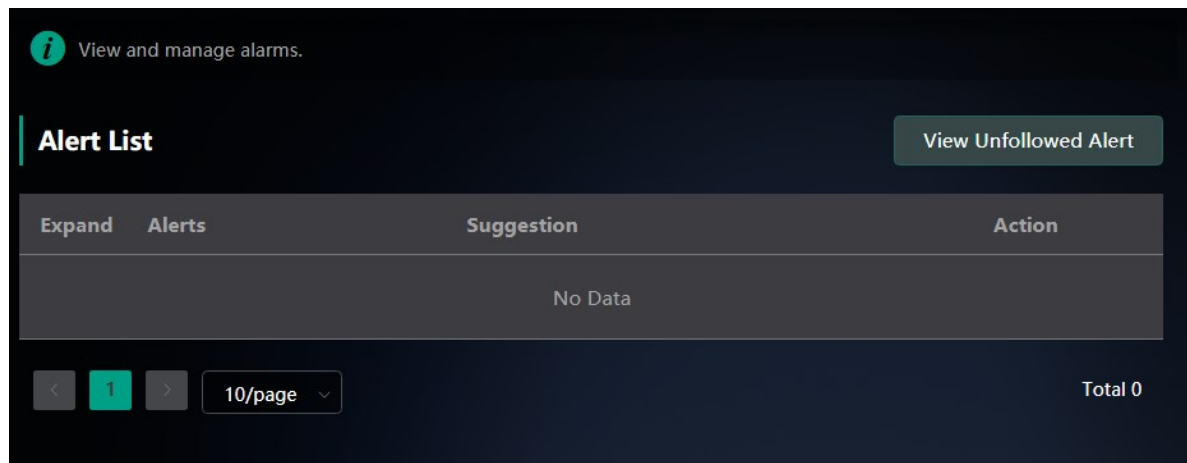 i View and manage alarms.
Alert List View Unfollowed Alert
Expand Alerts Suggestion Action
No Data
< 1 > 10/page Total 0